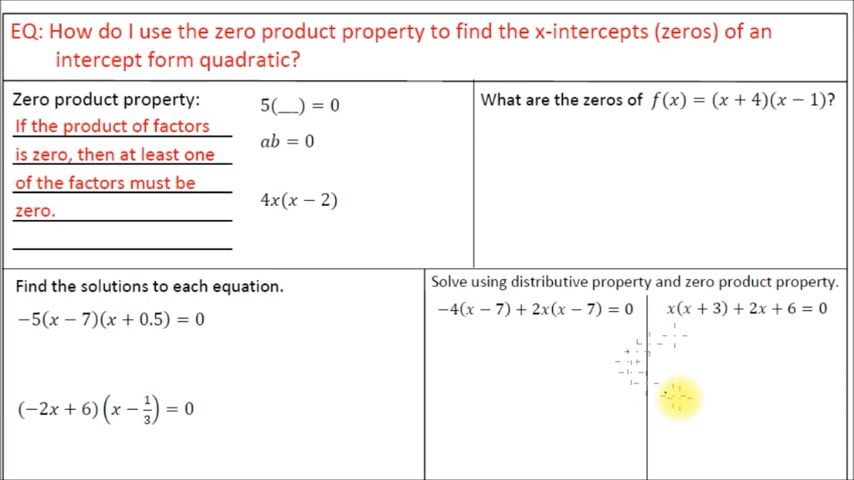 EQ: How do I use the zero product property to find the x-intercepts (zeros) of an
intercept form quadratic?
Zero product property:
If the product of factors
is zero, then at least one
of the factors must be
zero.
5(__) = 0
ab = 0
4x(x − 2)
What are the zeros of f(x) = (x + 4)(x − 1)?
Find the solutions to each equation.
−5(x − 7)(x + 0.5) = 0
(−2x + 6)(x − 1/3) = 0
Solve using distributive property and zero product property.
−4(x − 7) + 2x(x − 7) = 0
x(x + 3) + 2x + 6 = 0